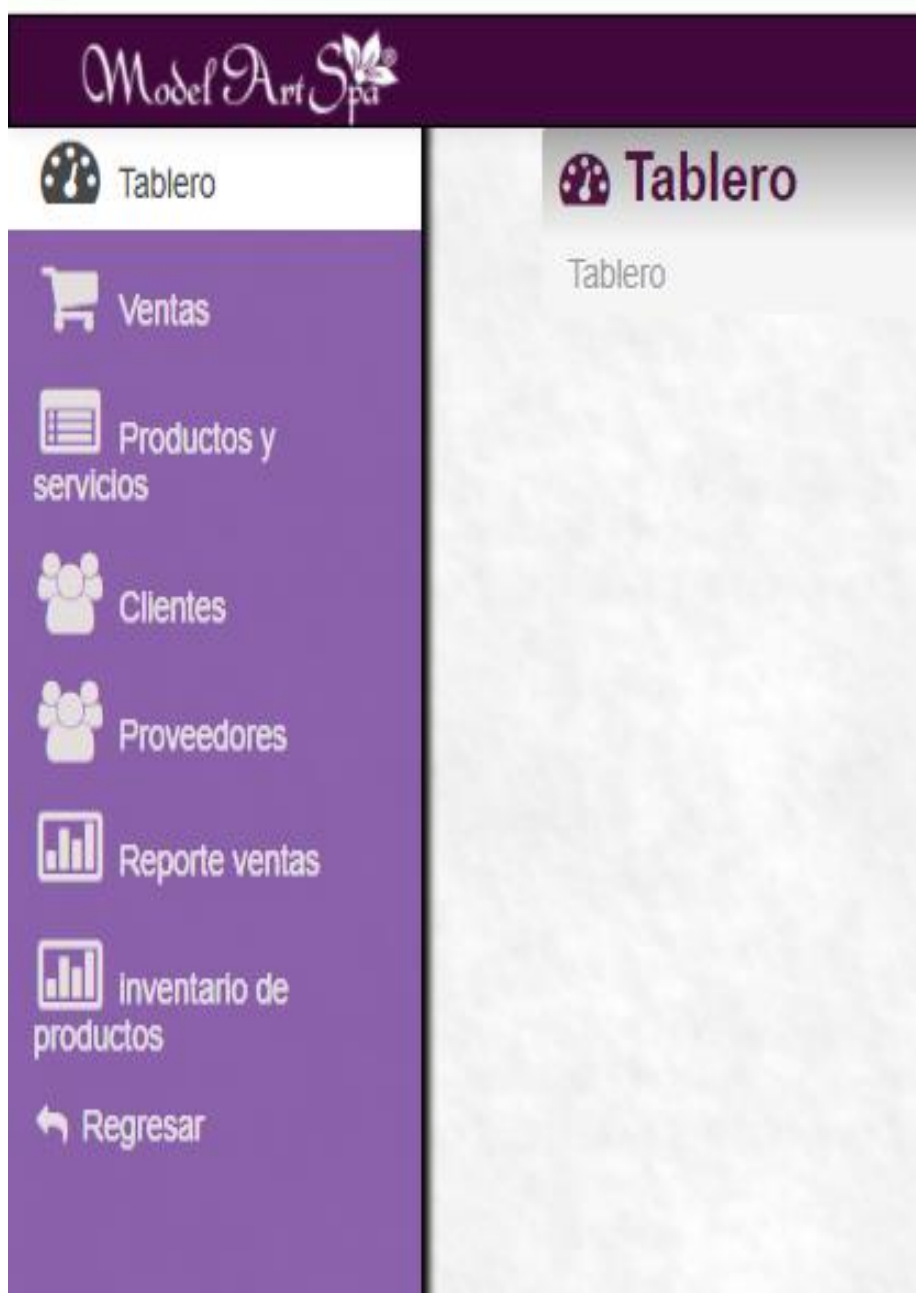 Model Art Spa®
Tablero
Ventas
Productos y
servicios
Clientes
Proveedores
Reporte ventas
inventario de
productos
Regresar
Tablero
Tablero